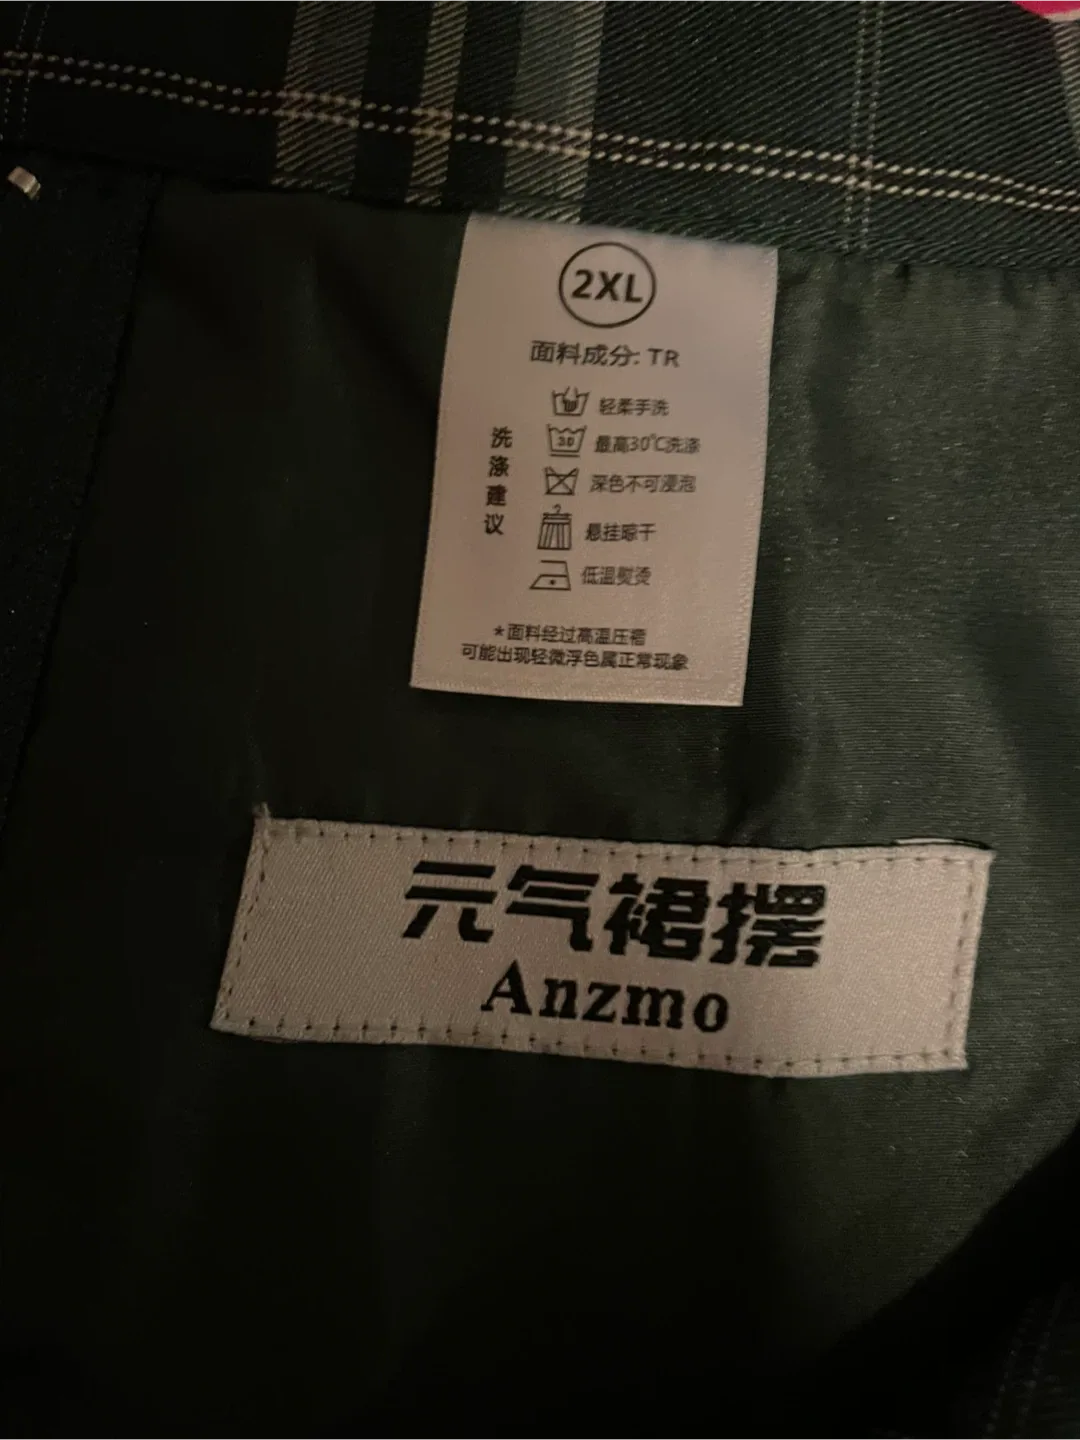 2XL
面料成分: TR
洗涤建议
轻柔手洗
30
最高30℃洗涤
深色不可浸泡
悬挂晾干
低温熨烫
*面料经过高温压褶
可能出现轻微浮色属正常现象
元气裙摆
Anzmo